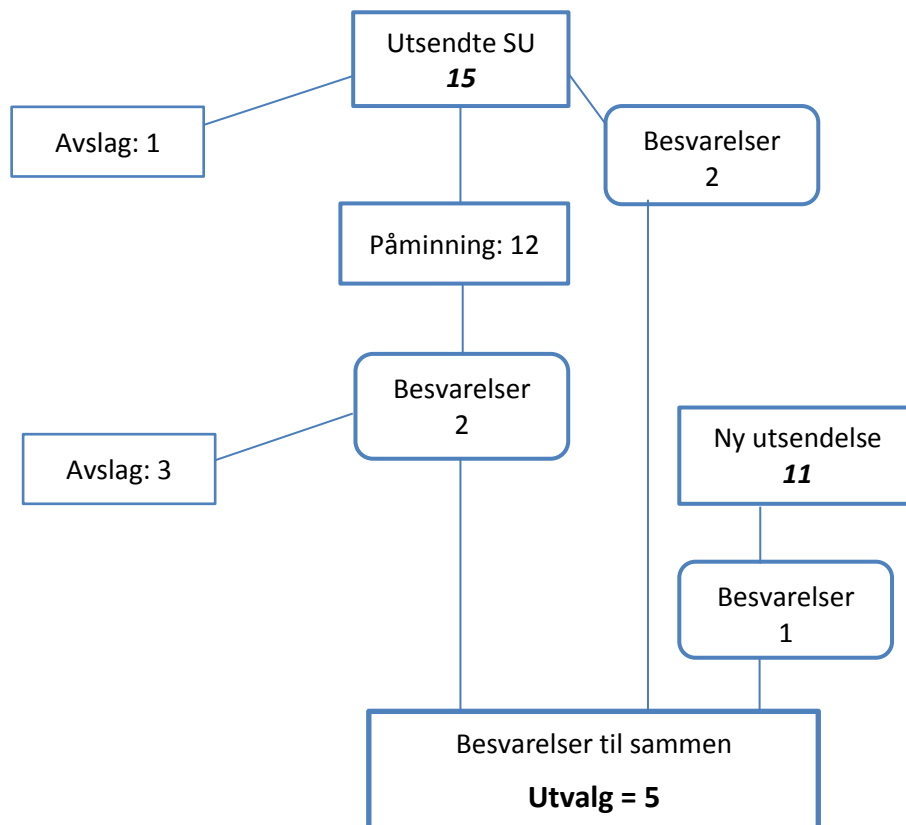 Utsendte SU
15
Avslag: 1
Besvarelser
2
Påminning: 12
Besvarelser
2
Avslag: 3
Ny utsendelse
11
Besvarelser
1
Besvarelser til sammen
Utvalg = 5